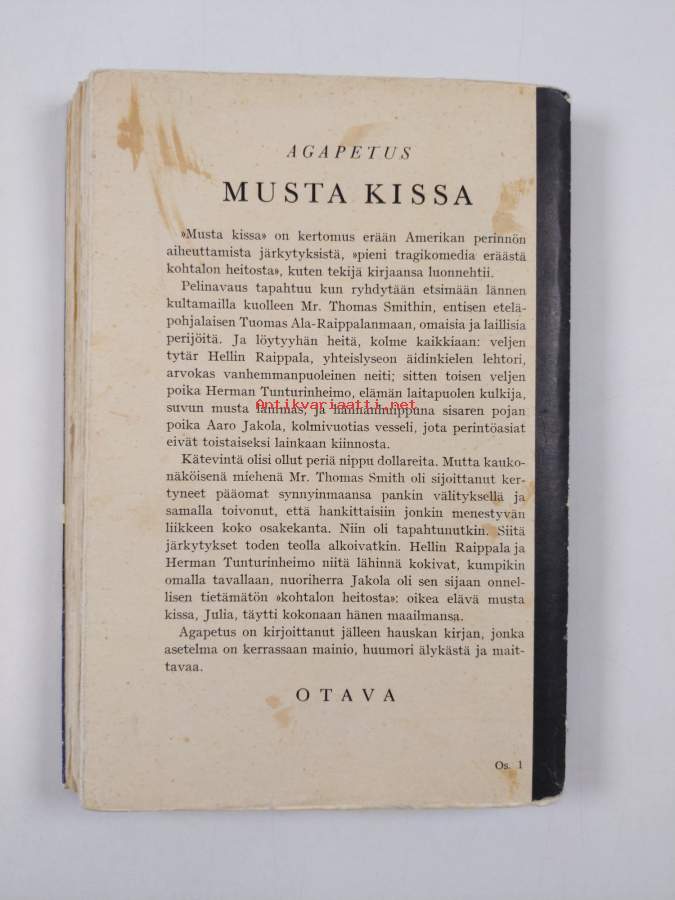 AGAPETUS
MUSTA KISSA
»Musta kissa» on kertomus erään Amerikan perinnön
aiheuttamista järkytyksistä, »pieni tragikomedia eräästä
kohtalon heitosta», kuten tekijä kirjaansa luonnehtii.
Pelinavaus tapahtuu kun ryhdytään etsimään lännen
kultamailla kuolleen Mr. Thomas Smithin, entisen etelä-
pohjalaisen Tuomas Ala-Raippalanmaan, omaisia ja laillisia
perijöitä. Ja löytyyhän heitä, kolme kaikkiaan: veljen
tytär Hellin Raippala, yhteislyseon äidinkielen lehtori,
arvokas vanhemmanpuoleinen neiti; sitten toisen veljen
poika Herman Tunturinheimo, elämän laitapuolen kulkija,
suvun musta lammas, ja hännänhuippuna sisaren pojan
Antikvariaatti.net
poika Aaro Jakola, kolmivuotias vesseli, jota perintöasiat
eivät toistaiseksi lainkaan kiinnosta.
Kätevintä olisi ollut periä nippu dollareita. Mutta kauko-
näköisenä miehenä Mr. Thomas Smith oli sijoittanut ker-
tyneet pääomat synnyinmaansa pankin välityksellä ja
samalla toivonut, että hankittaisiin jonkin menestyvän
liikkeen koko osakekanta. Niin oli tapahtunutkin. Siitä
järkytykset toden teolla alkoivatkin. Hellin Raippala ja
Herman Tunturinheimo niitä lähinnä kokivat, kumpikin
omalla tavallaan, nuoriherra Jakola oli sen sijaan onnel-
lisen tietämätön »kohtalon heitosta»: oikea elävä musta
kissa, Julia, täytti kokonaan hänen maailmansa.
Agapetus on kirjoittanut jälleen hauskan kirjan, jonka
asetelma on kerrassaan mainio, huumori älykästä ja mait-
tavaa.
OTAVA
Os. 1